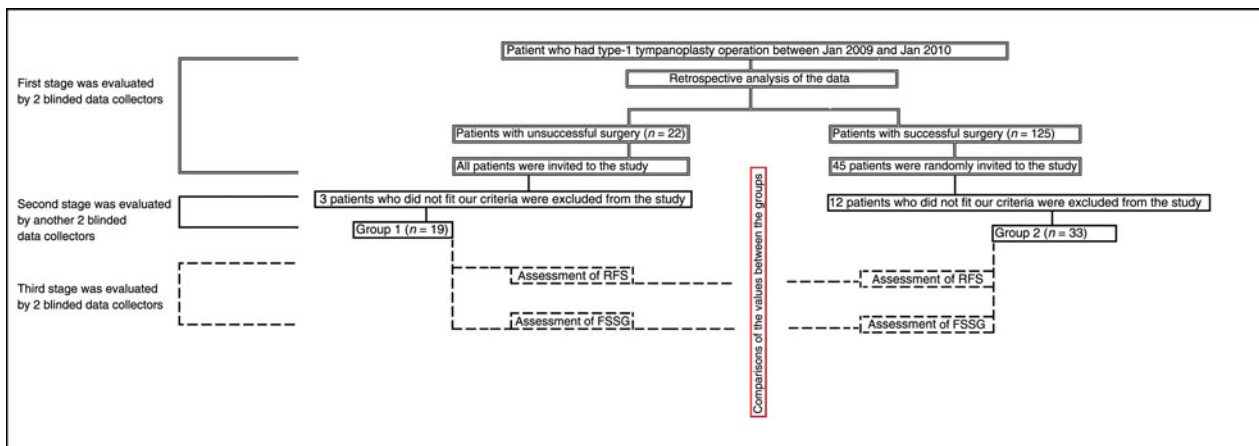 Patient who had type-1 tympanoplasty operation between Jan 2009 and Jan 2010
Retrospective analysis of the data
First stage was evaluated
by 2 blinded data collectors
Patients with unsuccessful surgery (n = 22)
Patients with successful surgery (n = 125)
All patients were invited to the study
45 patients were randomly invited to the study
Second stage was evaluated
by another 2 blinded
data collectors
3 patients who did not fit our criteria were excluded from the study
12 patients who did not fit our criteria were excluded from the study
Group 1 (n = 19)
Group 2 (n = 33)
Third stage was evaluated
by 2 blinded data collectors
Assessment of RFS
Assessment of FSSG
Comparisons of the values between the groups
Assessment of RFS
Assessment of FSSG